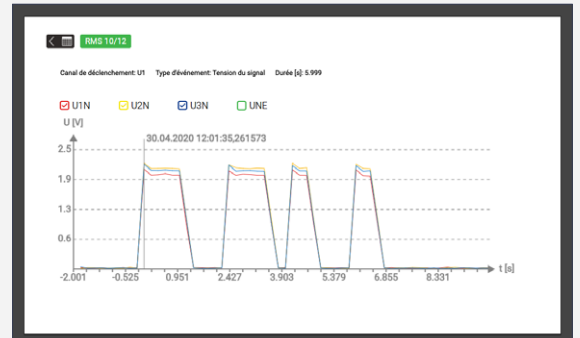 RMS 10/12
Canal de déclenchement: U1 Type d'événement: Tension du signal Durée [s]: 5.999
U1N U2N U3N UNE
U [V]
30.04.2020 12:01:35,261573
2.5
1.9
1.3
0.6
t [s]
-2.001 -0.525 0.951 2.427 3.903 5.379 6.855 8.331